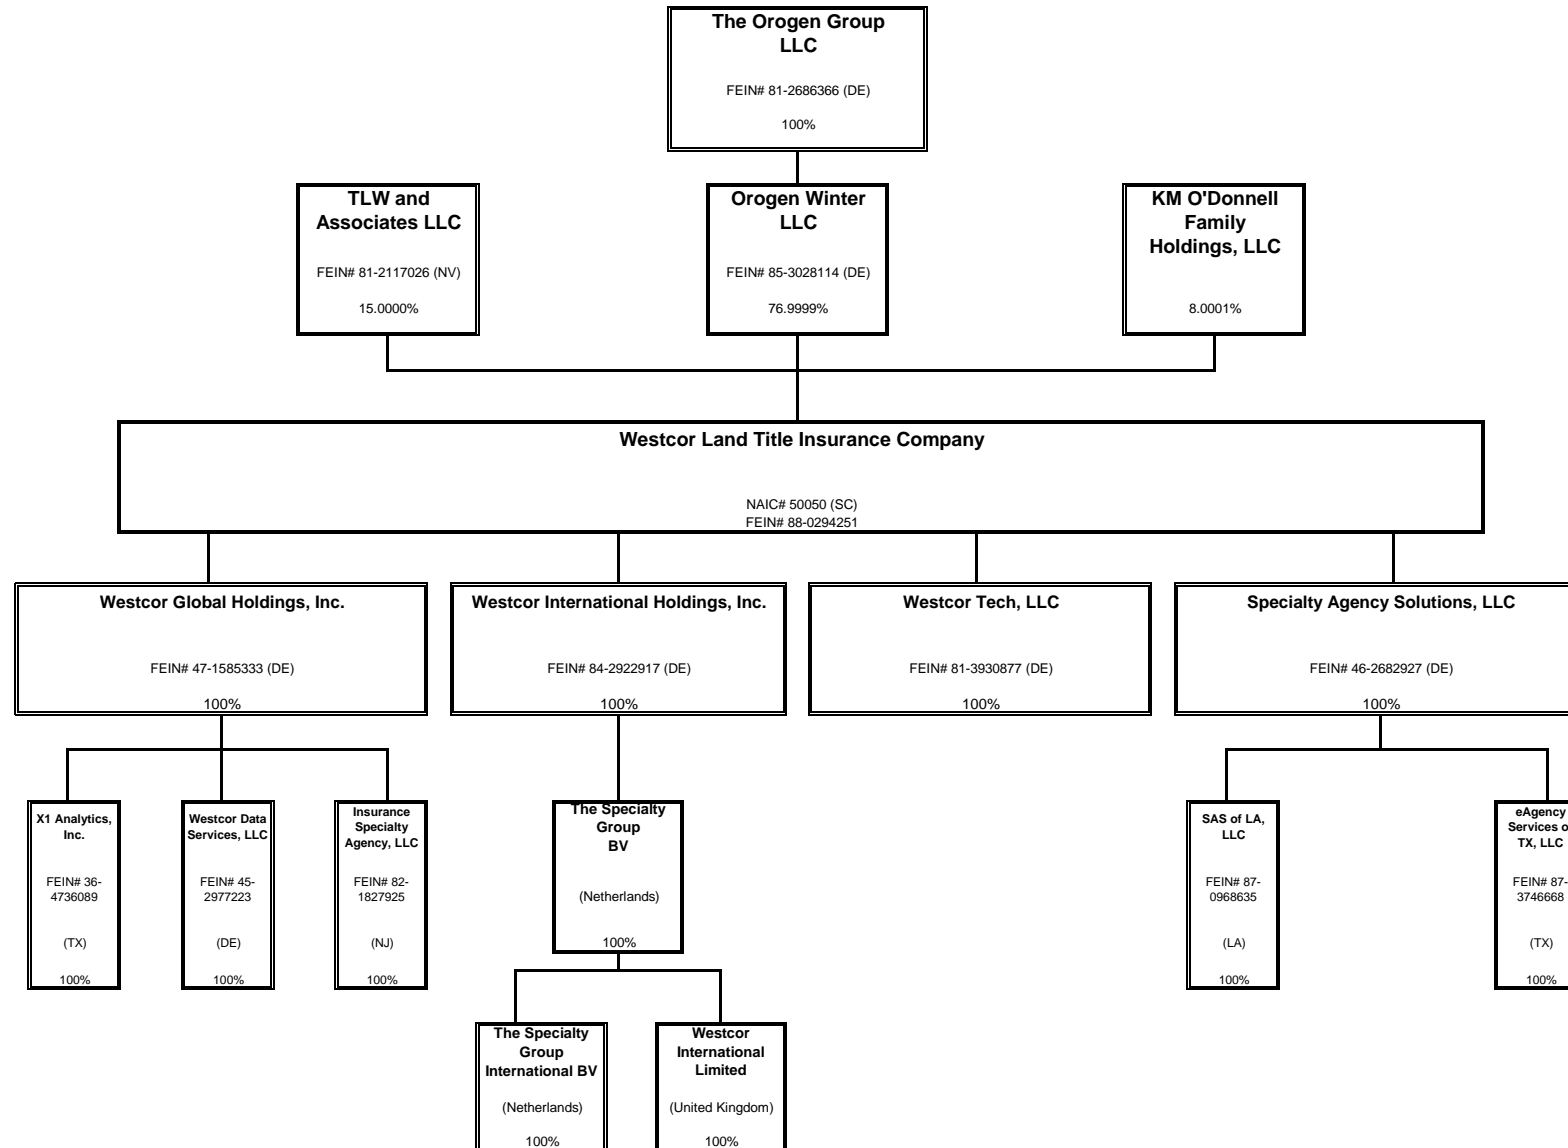 The Orogen Group
LLC
FEIN# 81-2686366 (DE)
100%
TLW and
Associates LLC
FEIN# 81-2117026 (NV)
15.0000%
Orogen Winter
LLC
FEIN# 85-3028114 (DE)
76.9999%
KM O'Donnell
Family
Holdings, LLC
8.0001%
Westcor Land Title Insurance Company
NAIC# 50050 (SC)
FEIN# 88-0294251
Westcor Global Holdings, Inc.
FEIN# 47-1585333 (DE)
100%
Westcor International Holdings, Inc.
FEIN# 84-2922917 (DE)
100%
Westcor Tech, LLC
FEIN# 81-3930877 (DE)
100%
Specialty Agency Solutions, LLC
FEIN# 46-2682927 (DE)
100%
X1 Analytics,
Inc.
FEIN# 36-
4736089
(TX)
100%
Westcor Data
Services, LLC
FEIN# 45-
2977223
(DE)
100%
Insurance
Specialty
Agency, LLC
FEIN# 82-
1827925
(NJ)
100%
The Specialty
Group
BV
(Netherlands)
100%
SAS of LA,
LLC
FEIN# 87-
0968635
(LA)
100%
eAgency
Services o
TX, LLC
FEIN# 87-
3746668
(TX)
100%
The Specialty
Group
International BV
(Netherlands)
100%
Westcor
International
Limited
(United Kingdom)
100%